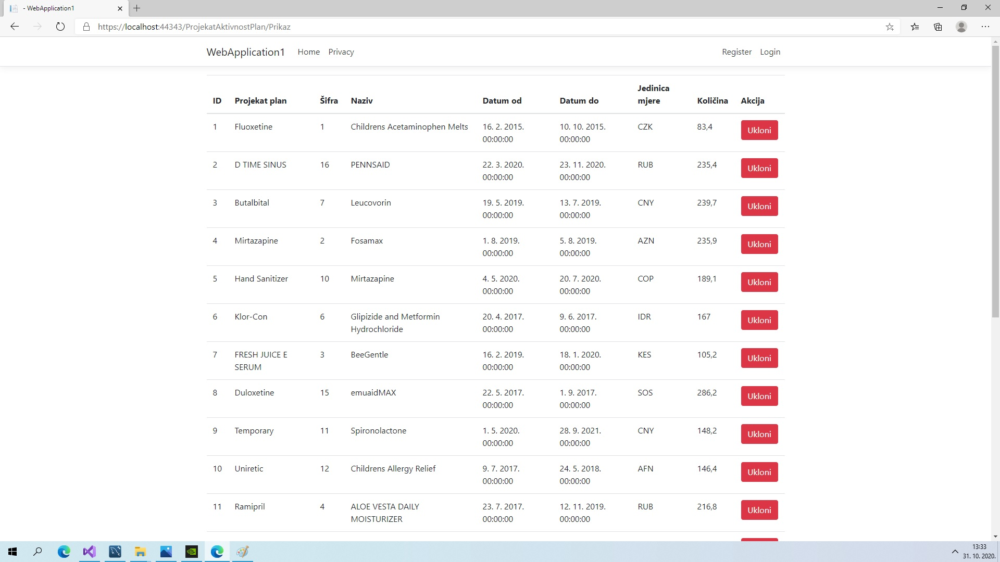 - WebApplication1
https://localhost:44343/ProjekatAktivnostPlan/Prikaz
WebApplication1 Home Privacy Register Login
ID Projekat plan Šifra Naziv Datum od Datum do Jedinica mjere Količina Akcija
1 Fluoxetine 1 Childrens Acetaminophen Melts 16. 2. 2015. 00:00:00 10. 10. 2015. 00:00:00 CZK 83,4 Ukloni
2 D TIME SINUS 16 PENNSAID 22. 3. 2020. 00:00:00 23. 11. 2020. 00:00:00 RUB 235,4 Ukloni
3 Butalbital 7 Leucovorin 19. 5. 2019. 00:00:00 13. 7. 2019. 00:00:00 CNY 239,7 Ukloni
4 Mirtazapine 2 Fosamax 1. 8. 2019. 00:00:00 5. 8. 2019. 00:00:00 AZN 235,9 Ukloni
5 Hand Sanitizer 10 Mirtazapine 4. 5. 2020. 00:00:00 20. 7. 2020. 00:00:00 COP 189,1 Ukloni
6 Klor-Con 6 Glipizide and Metformin Hydrochloride 20. 4. 2017. 00:00:00 9. 6. 2017. 00:00:00 IDR 167 Ukloni
7 FRESH JUICE E SERUM 3 BeeGentle 16. 2. 2019. 00:00:00 18. 1. 2020. 00:00:00 KES 105,2 Ukloni
8 Duloxetine 15 emuaidMAX 22. 5. 2017. 00:00:00 1. 9. 2017. 00:00:00 SOS 286,2 Ukloni
9 Temporary 11 Spironolactone 1. 5. 2020. 00:00:00 28. 9. 2021. 00:00:00 CNY 148,2 Ukloni
10 Uniretic 12 Childrens Allergy Relief 9. 7. 2017. 00:00:00 24. 5. 2018. 00:00:00 AFN 146,4 Ukloni
11 Ramipril 4 ALOE VESTA DAILY MOISTURIZER 23. 7. 2017. 00:00:00 12. 11. 2019. 00:00:00 RUB 216,8 Ukloni
13:33
31. 10. 2020.